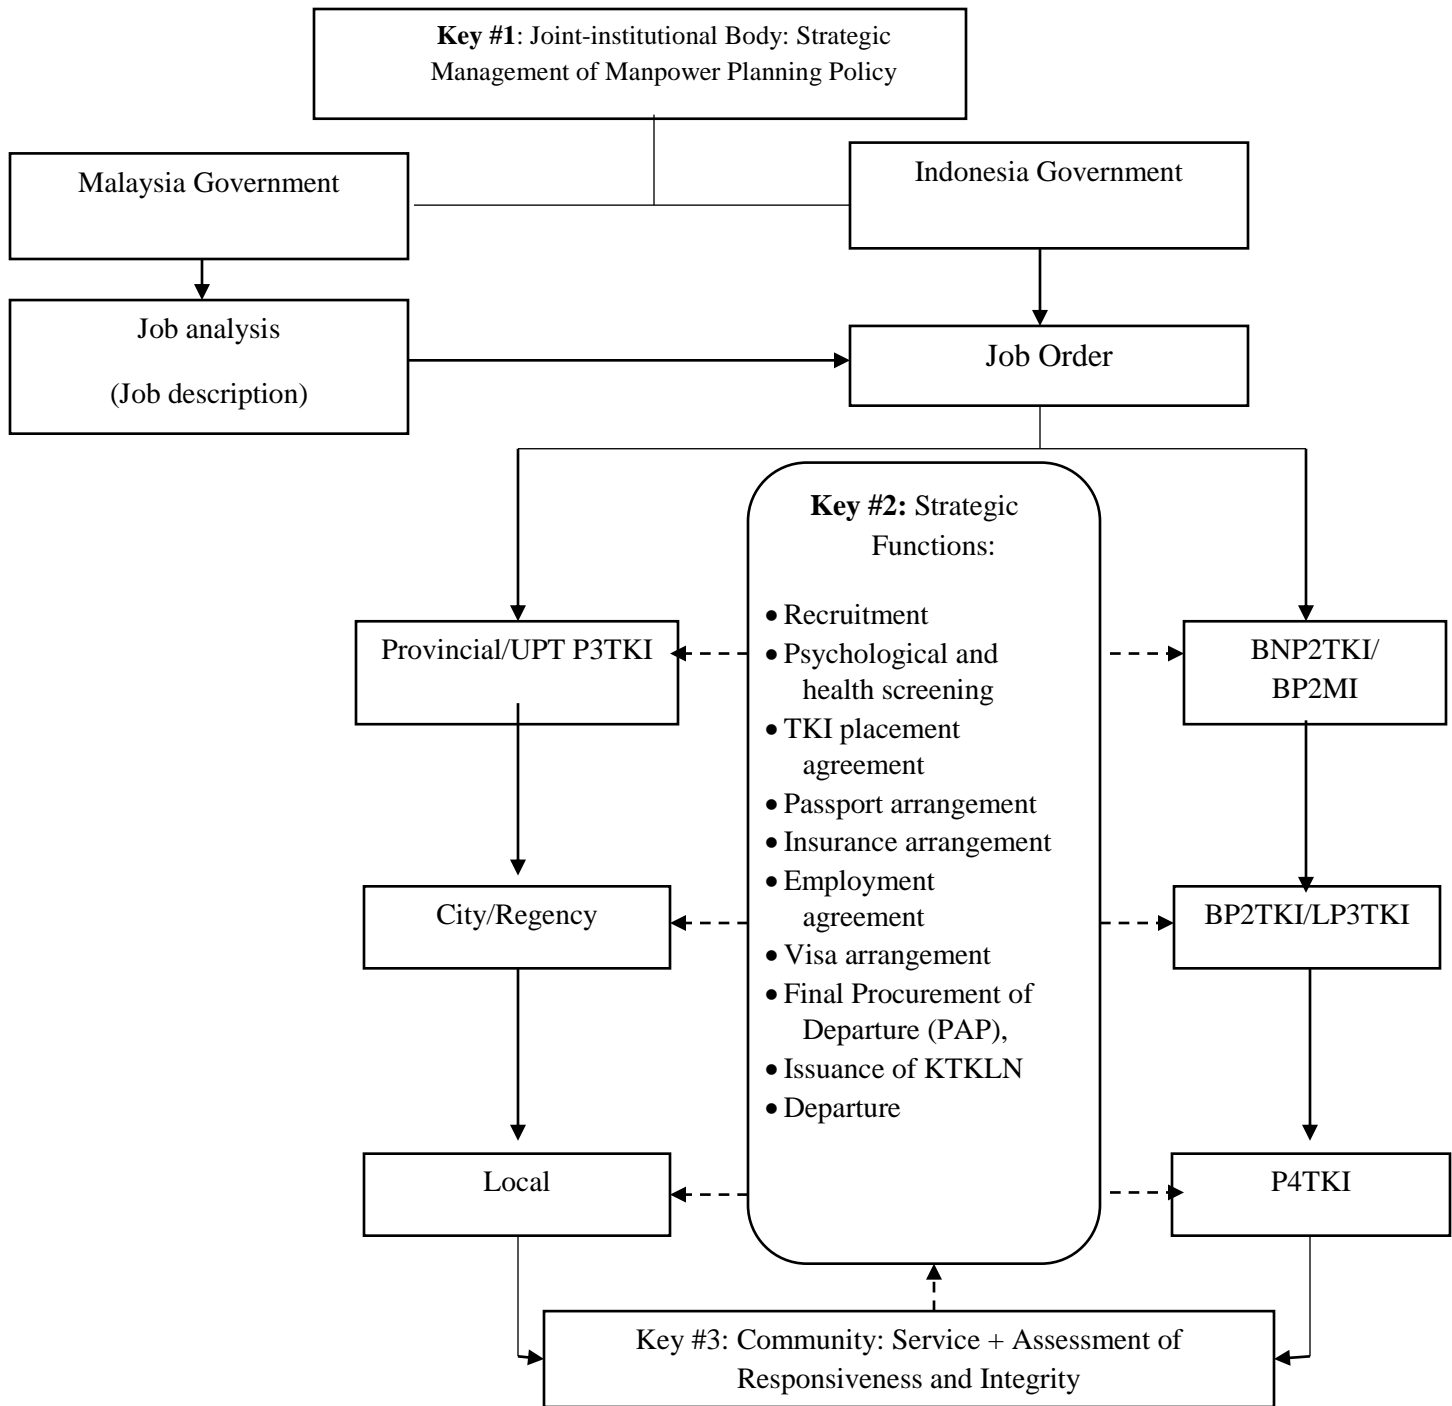 Key #1: Joint-institutional Body: Strategic
Management of Manpower Planning Policy
Malaysia Government
Indonesia Government
Job analysis
(Job description)
Job Order
Key #2: Strategic
Functions:
• Recruitment
• Psychological and
health screening
• TKI placement
agreement
• Passport arrangement
• Insurance arrangement
• Employment
agreement
• Visa arrangement
• Final Procurement of
Departure (PAP),
• Issuance of KTKLN
• Departure
Provincial/UPT P3TKI
BNP2TKI/
BP2MI
City/Regency
BP2TKI/LP3TKI
Local
P4TKI
Key #3: Community: Service + Assessment of
Responsiveness and Integrity